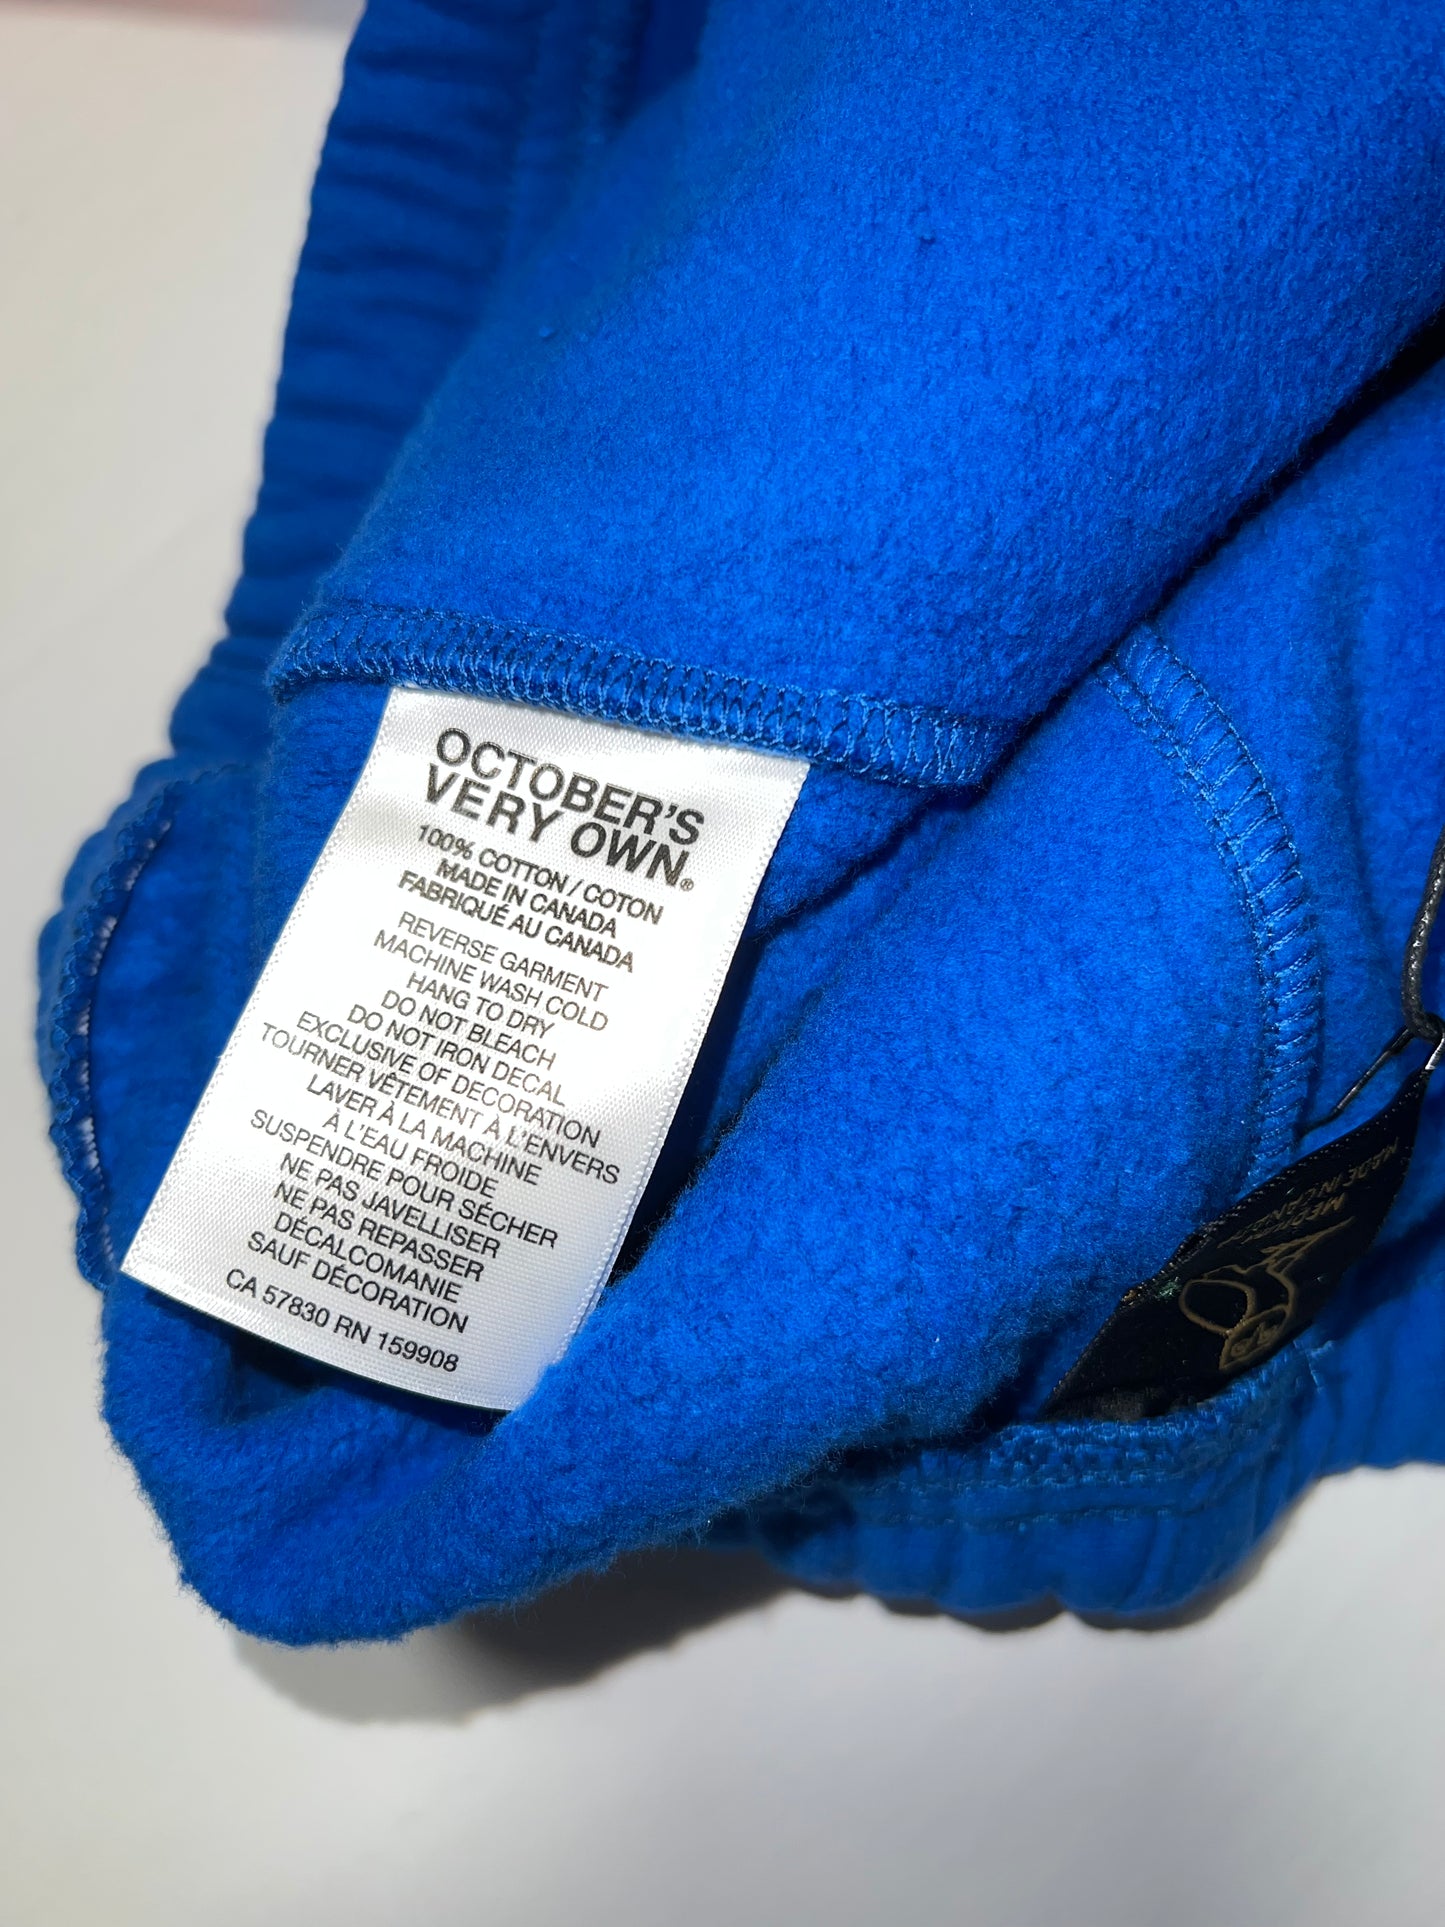 OCTOBER'S
VERY OWN®
100% COTTON / COTON
MADE IN CANADA
FABRIQUÉ AU CANADA
REVERSE GARMENT
MACHINE WASH COLD
HANG TO DRY
DO NOT BLEACH
DO NOT IRON DECAL
EXCLUSIVE OF DECORATION
TOURNER VÊTEMENT À L'ENVERS
LAVER À LA MACHINE
À L'EAU FROIDE
SUSPENDRE POUR SÉCHER
NE PAS JAVELLISER
NE PAS REPASSER
DÉCALCOMANIE
SAUF DÉCORATION
CA 57830 RN 159908
MADE IN